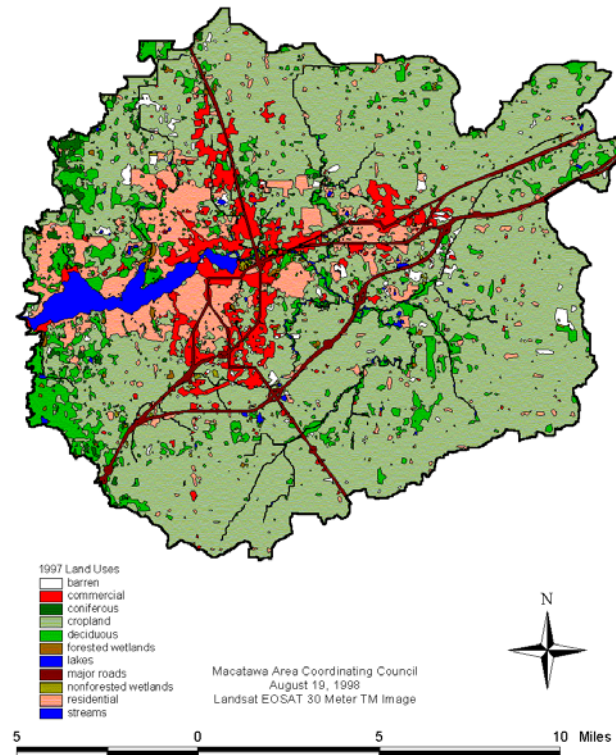 1997 Land Uses
barren
commercial
coniferous
cropland
deciduous
forested wetlands
lakes
major roads
nonforested wetlands
residential
streams
N
Macatawa Area Coordinating Council
August 19, 1998
Landsat EOSAT 30 Meter TM Image
5 0 5 10 Miles